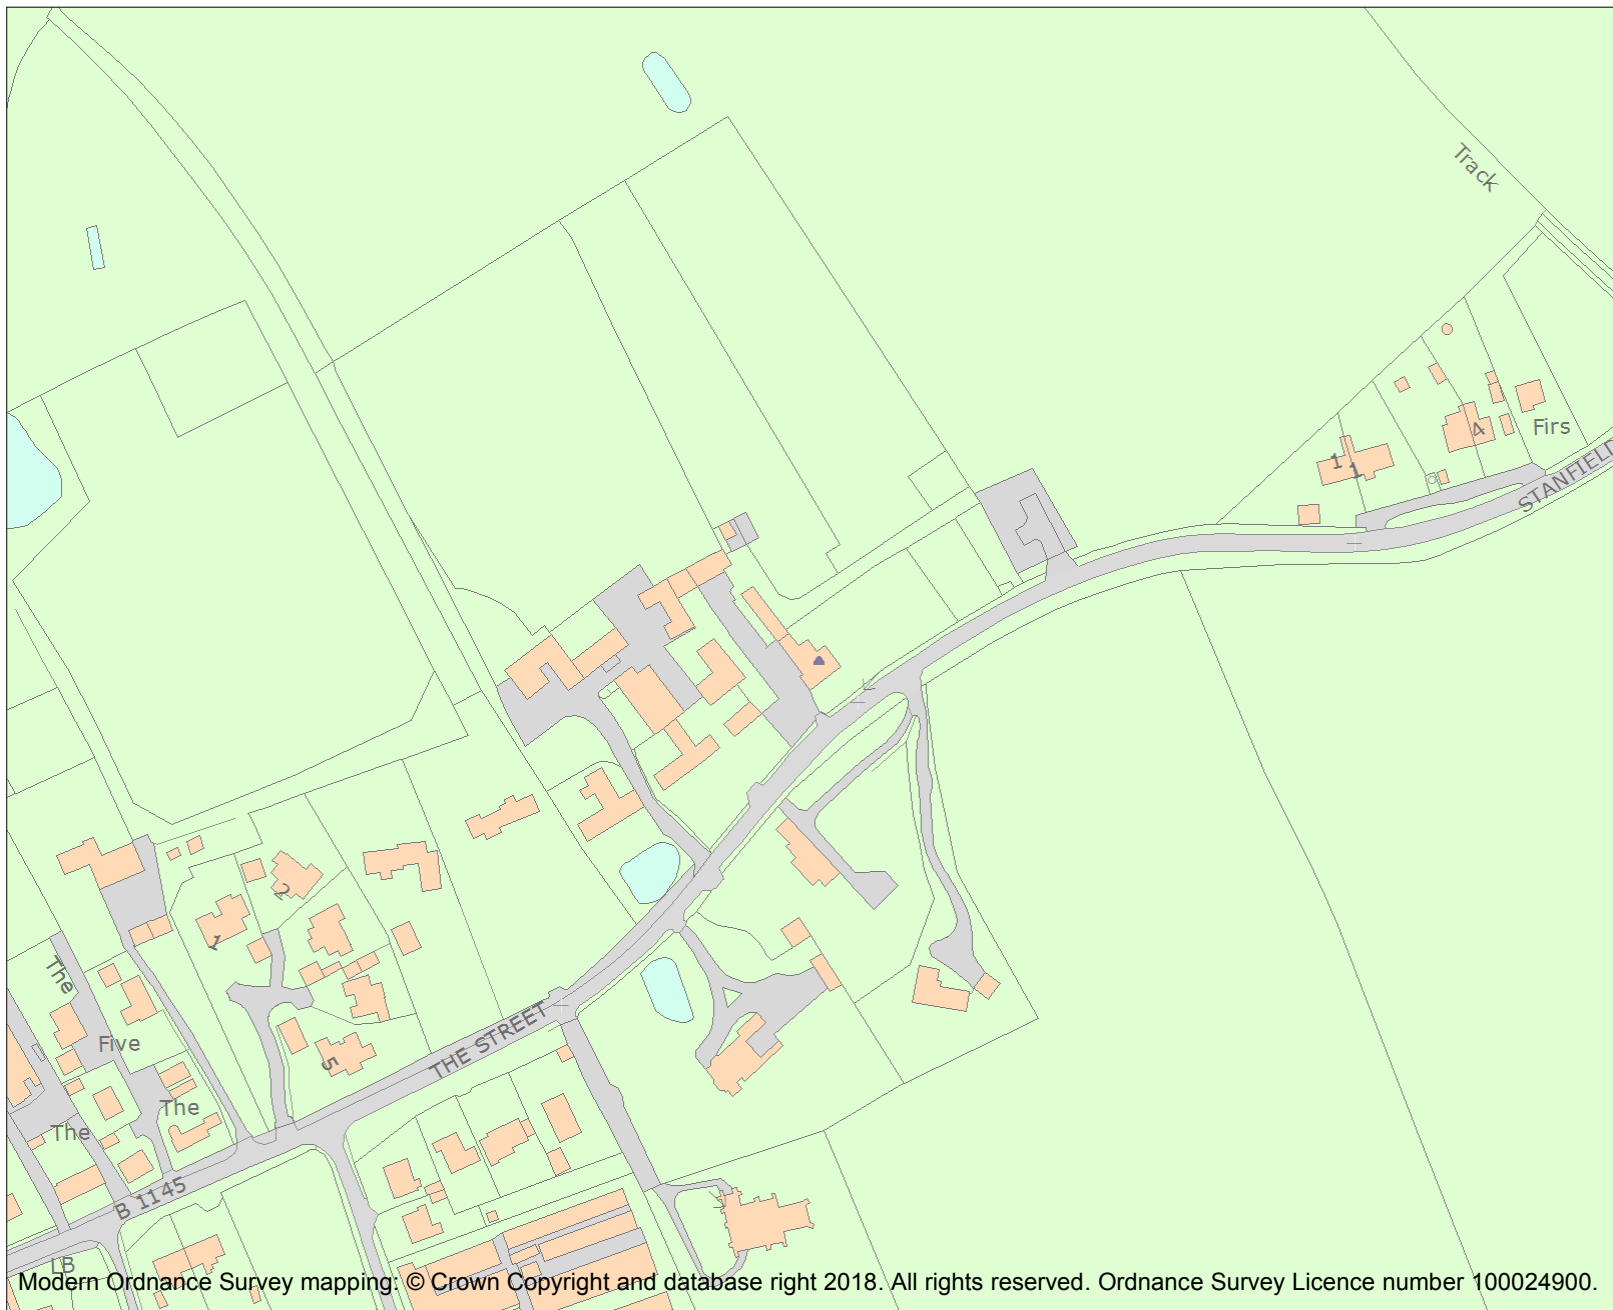 Track
4
Firs
1
1
STANFIELD
2
1
The
THE STREET
Five
5
The
The
B 1145
LB
Modern Ordnance Survey mapping: © Crown Copyright and database right 2018. All rights reserved. Ordnance Survey Licence number 100024900.